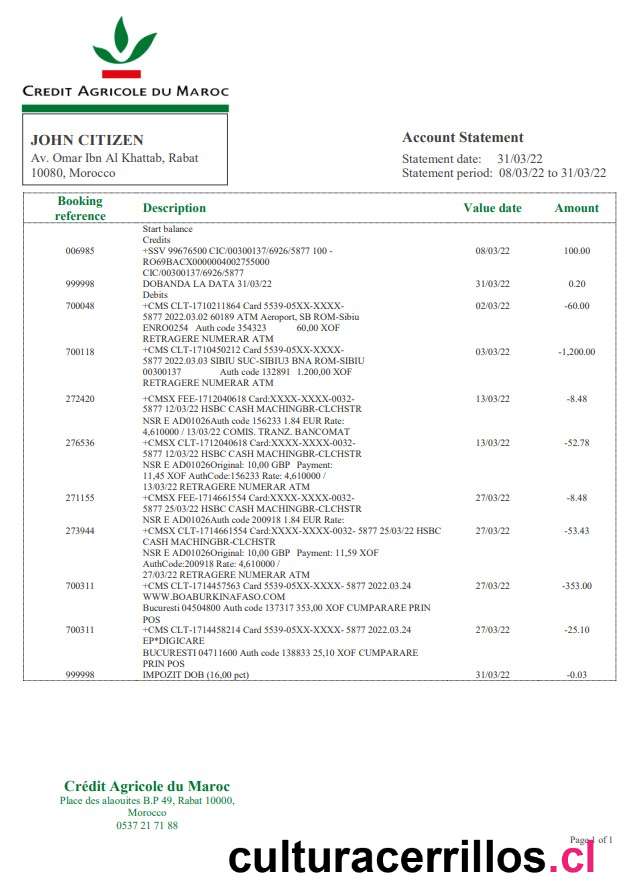 CREDIT AGRICOLE DU MAROC
JOHN CITIZEN
Av. Omar Ibn Al Khattab, Rabat
10080, Morocco
Account Statement
Statement date: 31/03/22
Statement period: 08/03/22 to 31/03/22
Booking reference Description Value date Amount
Start balance
Credits
006985 +SSV 99676500 CIC/00300137/6926/5877 100 - 08/03/22 100.00
RO69BACX0000004002755000
CIC/00300137/6926/5877
999998 DOBANDA LA DATA 31/03/22 31/03/22 0.20
Debits
700048 +CMS CLT-1710211864 Card 5539-05XX-XXXX- 02/03/22 -60.00
5877 2022.03.02 60189 ATM Aeroport, SB ROM-Sibiu
ENRO0254 Auth code 354323 60,00 XOF
RETRAGERE NUMERAR ATM
700118 +CMS CLT-1710450212 Card 5539-05XX-XXXX- 03/03/22 -1,200.00
5877 2022.03.03 SIBIU SUC-SIBIU3 BNA ROM-SIBIU
00300137 Auth code 132891 1.200,00 XOF
RETRAGERE NUMERAR ATM
272420 +CMSX FEE-1712040618 Card:XXXX-XXXX-0032- 13/03/22 -8.48
5877 12/03/22 HSBC CASH MACHINGBR-CLCHSTR
NSR E AD01026Auth code 156233 1.84 EUR Rate:
4,610000 / 13/03/22 COMIS. TRANZ. BANCOMAT
276536 +CMSX CLT-1712040618 Card:XXXX-XXXX-0032- 13/03/22 -52.78
5877 12/03/22 HSBC CASH MACHINGBR-CLCHSTR
NSR E AD01026Original: 10,00 GBP Payment:
11,45 XOF AuthCode:156233 Rate: 4,610000 /
13/03/22 RETRAGERE NUMERAR ATM
271155 +CMSX FEE-1714661554 Card:XXXX-XXXX-0032- 27/03/22 -8.48
5877 25/03/22 HSBC CASH MACHINGBR-CLCHSTR
NSR E AD01026Auth code 200918 1.84 EUR Rate:
273944 +CMSX CLT-1714661554 Card:XXXX-XXXX-0032- 5877 25/03/22 HSBC 27/03/22 -53.43
CASH MACHINGBR-CLCHSTR
NSR E AD01026Original: 10,00 GBP Payment: 11,59 XOF
AuthCode:200918 Rate: 4,610000 /
27/03/22 RETRAGERE NUMERAR ATM
700311 +CMS CLT-1714457563 Card 5539-05XX-XXXX- 5877 2022.03.24 27/03/22 -353.00
WWW.BOABURKINAFASO.COM
Bucuresti 04504800 Auth code 137317 353,00 XOF CUMPARARE PRIN
POS
700311 +CMS CLT-1714458214 Card 5539-05XX-XXXX- 5877 2022.03.24 27/03/22 -25.10
EP*DIGICARE
BUCURESTI 04711600 Auth code 138833 25,10 XOF CUMPARARE
PRIN POS
999998 IMPOZIT DOB (16,00 pct) 31/03/22 -0.03
Crédit Agricole du Maroc
Place des alaouites B.P 49, Rabat 10000,
Morocco
0537 21 71 88
Page 1 of 1
culturacerrillos.cl